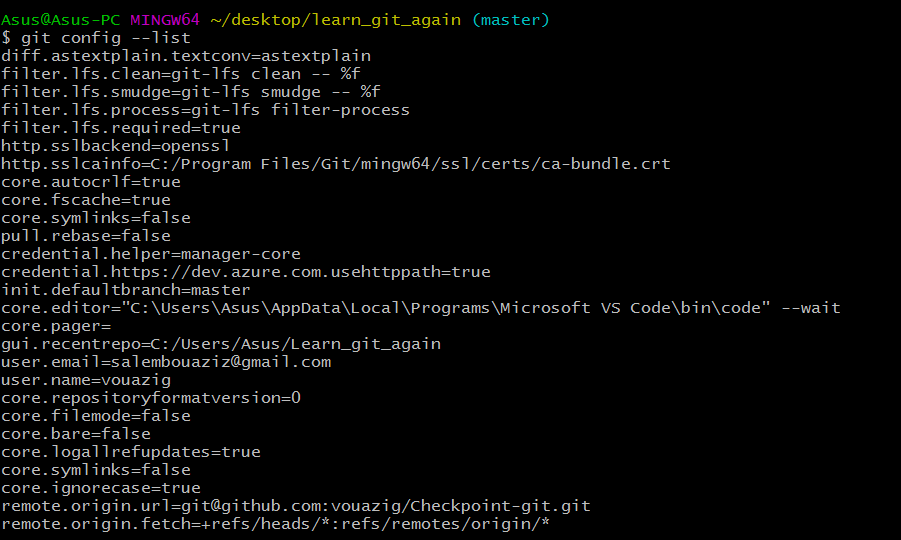 Asus@Asus-PC MINGW64 ~/desktop/learn_git_again (master)
$ git config --list
diff.astextplain.textconv=astextplain
filter.lfs.clean=git-lfs clean -- %f
filter.lfs.smudge=git-lfs smudge -- %f
filter.lfs.process=git-lfs filter-process
filter.lfs.required=true
http.sslbackend=openssl
http.sslcainfo=C:/Program Files/Git/mingw64/ssl/certs/ca-bundle.crt
core.autocrlf=true
core.fscache=true
core.symlinks=false
pull.rebase=false
credential.helper=manager-core
credential.https://dev.azure.com.usehttppath=true
init.defaultbranch=master
core.editor="C:\Users\Asus\AppData\Local\Programs\Microsoft VS Code\bin\code" --wait
core.pager=
gui.recentrepo=C:/Users/Asus/Learn_git_again
user.email=salembouaziz@gmail.com
user.name=vouazig
core.repositoryformatversion=0
core.filemode=false
core.bare=false
core.logallrefupdates=true
core.symlinks=false
core.ignorecase=true
remote.origin.url=git@github.com:vouazig/Checkpoint-git.git
remote.origin.fetch=+refs/heads/*:refs/remotes/origin/*